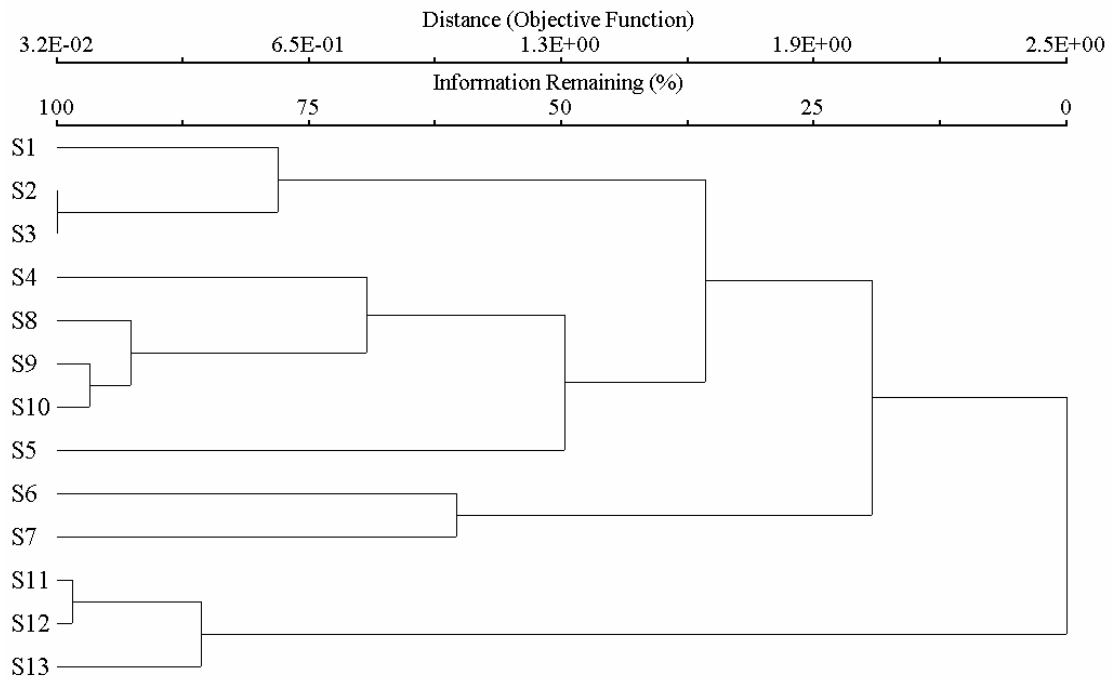 Distance (Objective Function)
3.2E-02 6.5E-01 1.3E+00 1.9E+00 2.5E+00
Information Remaining (%)
100 75 50 25 0
S1
S2
S3
S4
S8
S9
S10
S5
S6
S7
S11
S12
S13